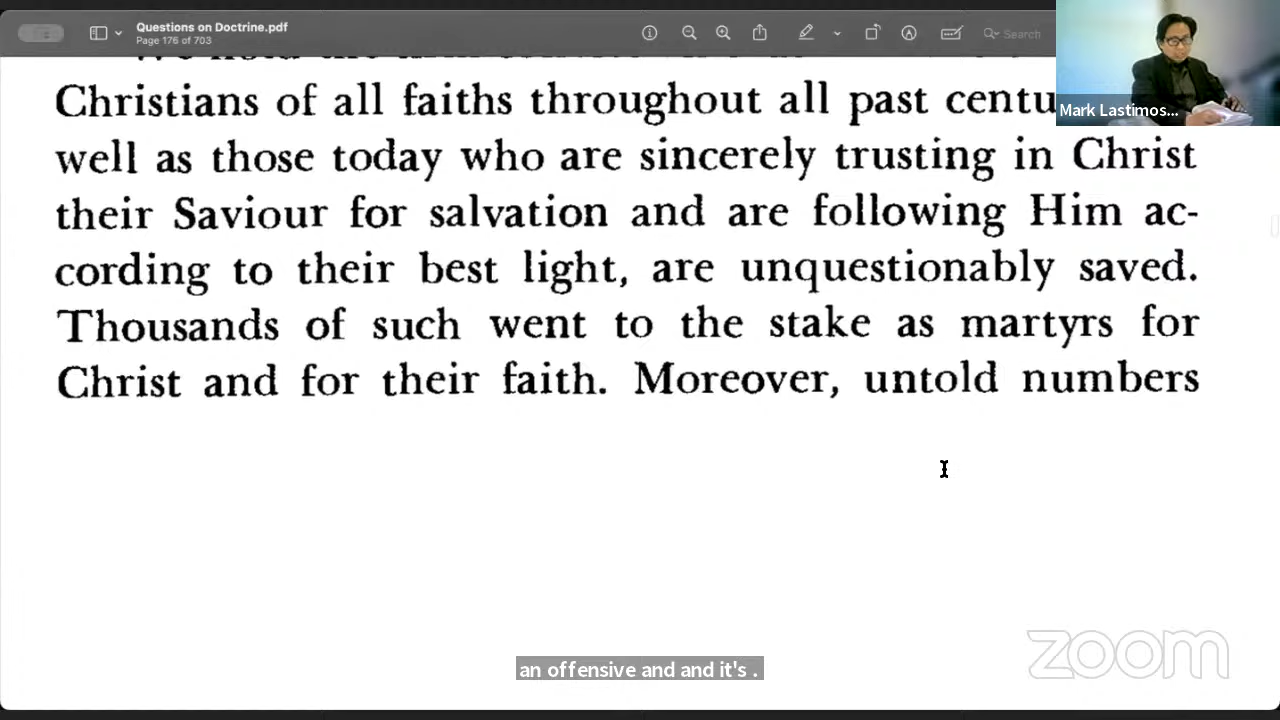 Questions on Doctrine.pdf
Page 176 of 703
Search
Mark Lastimos...
Christians of all faiths throughout all past centu
well as those today who are sincerely trusting in Christ
their Saviour for salvation and are following Him ac-
cording to their best light, are unquestionably saved.
Thousands of such went to the stake as martyrs for
Christ and for their faith. Moreover, untold numbers
an offensive and and it's .
zoom